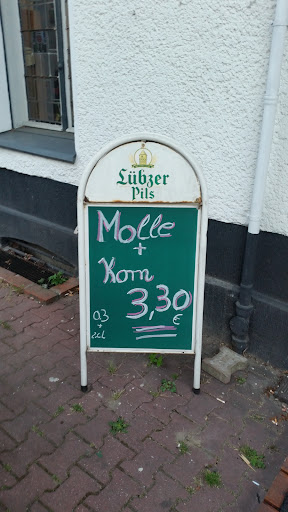 Lübzer
Pils
Molle
+
Korn
3,30
€
0,3
+
2cl